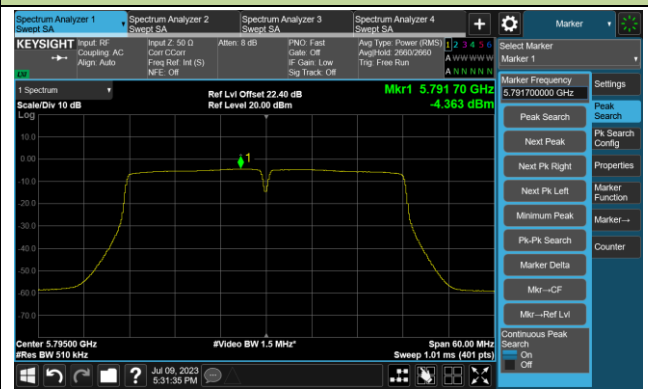 Spectrum Analyzer 1
Swept SA
Spectrum Analyzer 2
Swept SA
Spectrum Analyzer 3
Swept SA
Spectrum Analyzer 4
Swept SA
+
Marker
KEYSIGHT
Input: RF
Coupling: AC
Align: Auto
Input Z: 50 Ω
Corr CCorr
Freq Ref: Int (S)
NFE: Off
Atten: 8 dB
PNO: Fast
Gate: Off
IF Gain: Low
Sig Track: Off
Avg Type: Power (RMS)
Avg|Hold: 2660/2660
Trig: Free Run
1 2 3 4 5 6
A W W W W W
A N N N N N
Select Marker
Marker 1
LXI
1 Spectrum
Scale/Div 10 dB
Log
Ref Lvl Offset 22.40 dB
Ref Level 20.00 dBm
Mkr1 5.791 70 GHz
-4.363 dBm
10.0
0.00
-10.0
-20.0
-30.0
-40.0
-50.0
-60.0
-70.0
1
Center 5.79500 GHz
#Res BW 510 kHz
#Video BW 1.5 MHz*
Span 60.00 MHz
Sweep 1.01 ms (401 pts)
Marker Frequency
5.791700000 GHz
Peak Search
Next Peak
Next Pk Right
Next Pk Left
Minimum Peak
Pk-Pk Search
Marker Delta
Mkr→CF
Mkr→Ref Lvl
Continuous Peak
Search
On
Off
Settings
Peak
Search
Pk Search
Config
Properties
Marker
Function
Marker→
Counter
?
Jul 09, 2023
5:31:35 PM